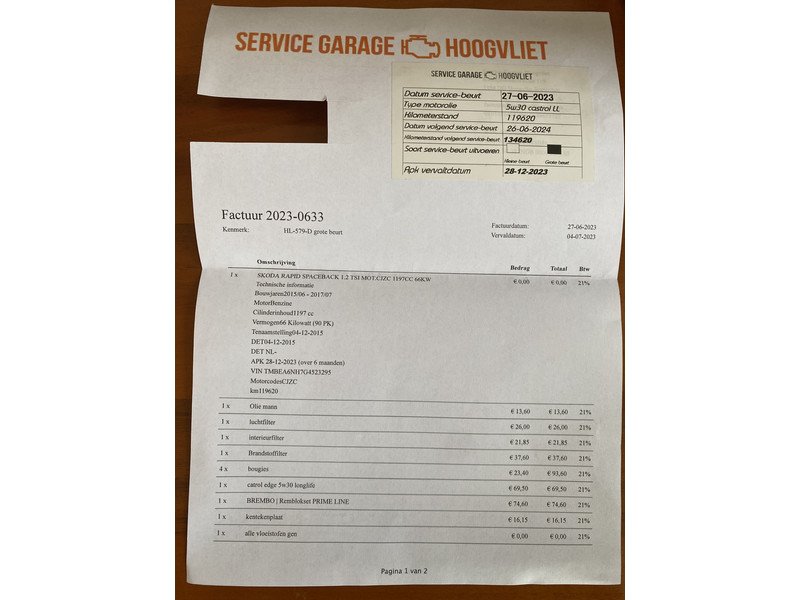 SERVICE GARAGE HOOGVLIET
SERVICE GARAGE HOOGVLIET
Datum service-beurt 27-06-2023
Type motorolie 5w30 castrol LL
Kilometerstand 119620
Datum volgend service-beurt 26-06-2024
Kilometerstand volgend service-beurt 134620
Soort service-beurt uitvoeren
Kleine beurt Grote beurt
Apk vervaltdatum 28-12-2023
Factuur 2023-0633
Kenmerk: HL-579-D grote beurt
Factuurdatum: 27-06-2023
Vervaldatum: 04-07-2023
Omschrijving Bedrag Totaal Btw
1 x SKODA RAPID SPACEBACK 1.2 TSI MOT.CJZC 1197CC 66KW € 0,00 € 0,00 21%
Technische informatie
Bouwjaren2015/06 - 2017/07
MotorBenzine
Cilinderinhoud1197 cc
Vermogen66 Kilowatt (90 PK)
Tenaamstelling04-12-2015
DET04-12-2015
DET NL-
APK 28-12-2023 (over 6 maanden)
VIN TMBEA6NH7G4523295
MotorcodesCJZC
km119620
1 x Olie mann € 13,60 € 13,60 21%
1 x luchtfilter € 26,00 € 26,00 21%
1 x interieurfilter € 21,85 € 21,85 21%
1 x Brandstoffilter € 37,60 € 37,60 21%
4 x bougies € 23,40 € 93,60 21%
1 x catrol edge 5w30 longlife € 69,50 € 69,50 21%
1 x BREMBO | Remblokset PRIME LINE € 74,60 € 74,60 21%
1 x kentekenplaat € 16,15 € 16,15 21%
1 x alle vloeistofen gen € 0,00 € 0,00 21%
Pagina 1 van 2